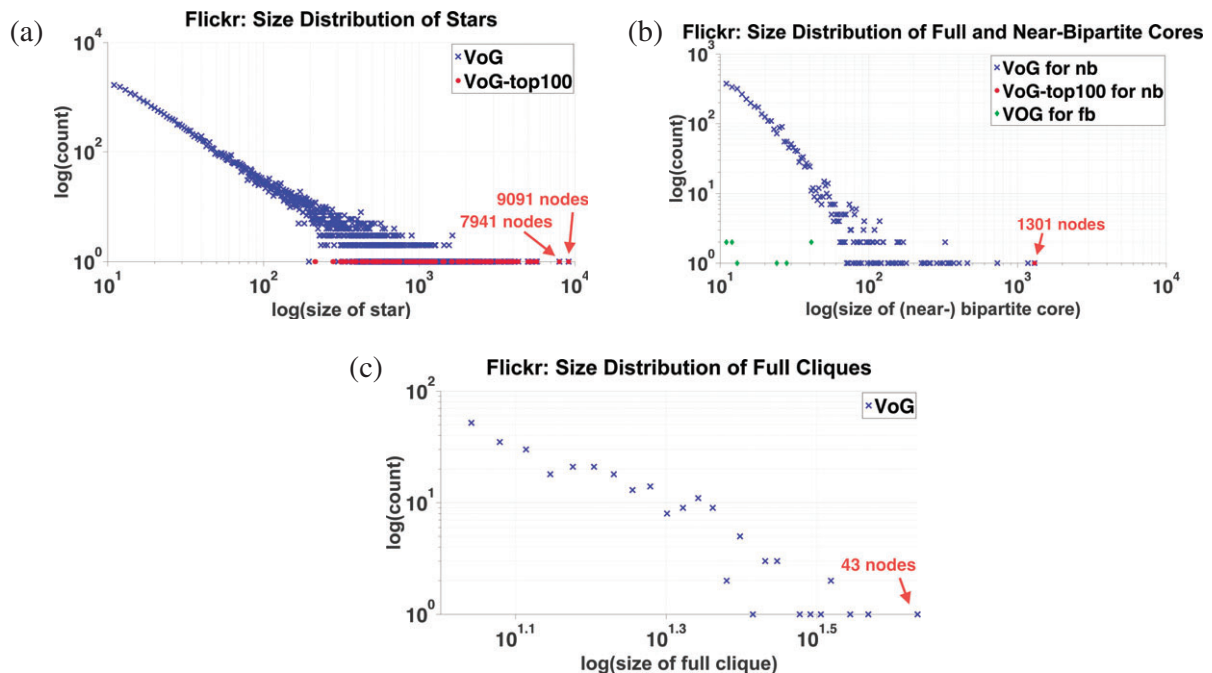 (a)
Flickr: Size Distribution of Stars
10^4
VoG
VoG-top100
log(count)
10^2
9091 nodes
7941 nodes
10^0
10^1 10^2 10^3 10^4
log(size of star)
(b)
Flickr: Size Distribution of Full and Near-Bipartite Cores
10^3
VoG for nb
VoG-top100 for nb
VOG for fb
10^2
log(count)
10^1
1301 nodes
10^0
10^1 10^2 10^3 10^4
log(size of (near-) bipartite core)
(c)
Flickr: Size Distribution of Full Cliques
10^2
VoG
log(count)
10^1
43 nodes
10^0
10^1.1 10^1.3 10^1.5
log(size of full clique)